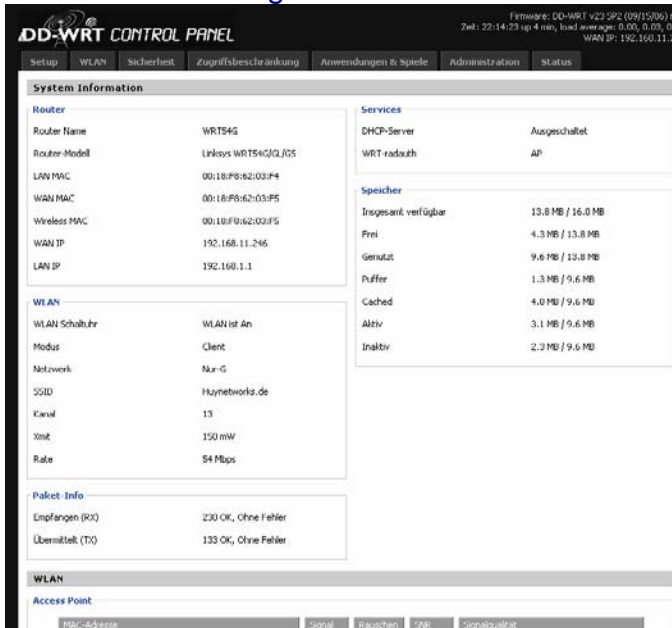 DD-WRT CONTROL PANEL
Firmware: DD-WRT v23 SP2 (09/15/06)
Zeit: 22:14:23 up 4 min, load average: 0.00, 0.03,
WAN IP: 192.168.11.
Setup WLAN Sicherheit Zugriffsbeschränkung Anwendungen & Spiele Administration Status
System Information
Router
Router Name WRT54G
Router-Modell Linksys WRT54G/GL/GS
LAN MAC 00:18:F8:62:03:F4
WAN MAC 00:18:F8:62:03:F5
Wireless MAC 00:18:F8:62:03:F5
WAN IP 192.168.11.246
LAN IP 192.168.1.1
WLAN
WLAN Schaltuhr WLAN ist An
Modus Client
Netzwerk Nur-G
SSID Huynetworks.de
Kanal 13
Xmit 150 mW
Rate 54 Mbps
Paket-Info
Empfangen (RX) 230 OK, Ohne Fehler
Übermittelt (TX) 133 OK, Ohne Fehler
Services
DHCP-Server Ausgeschaltet
WRT-radauth AP
Speicher
Insgesamt verfügbar 13.8 MB / 16.0 MB
Frei 4.3 MB / 13.8 MB
Genutzt 9.6 MB / 13.8 MB
Puffer 1.3 MB / 9.6 MB
Cached 4.0 MB / 9.6 MB
Aktiv 3.1 MB / 9.6 MB
Inaktiv 2.3 MB / 9.6 MB
WLAN
Access Point
MAC-Adresse Signal Rauschen SNR Signalqualität